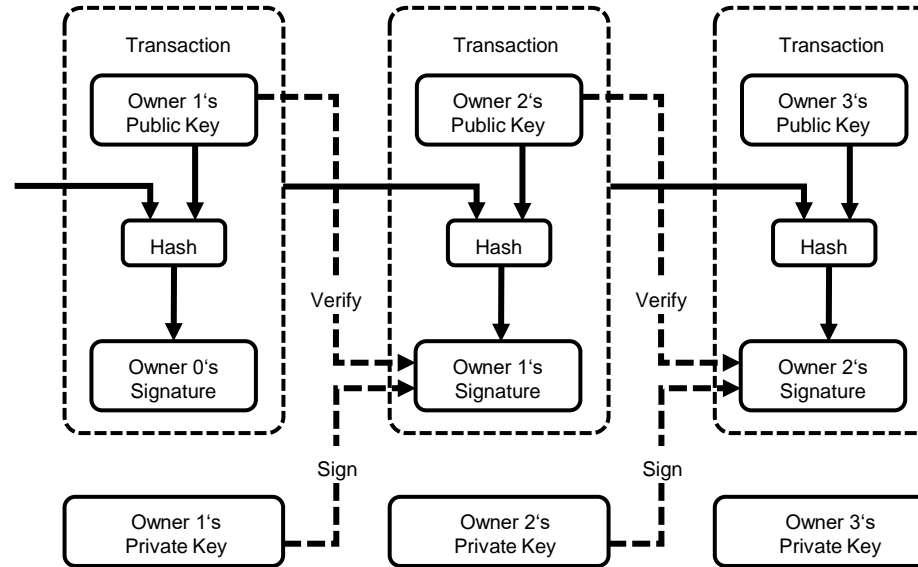 Transaction
Transaction
Transaction
Owner 1‘s
Public Key
Owner 2‘s
Public Key
Owner 3‘s
Public Key
Hash
Hash
Hash
Verify
Verify
Owner 0‘s
Signature
Owner 1‘s
Signature
Owner 2‘s
Signature
Sign
Sign
Owner 1‘s
Private Key
Owner 2‘s
Private Key
Owner 3‘s
Private Key